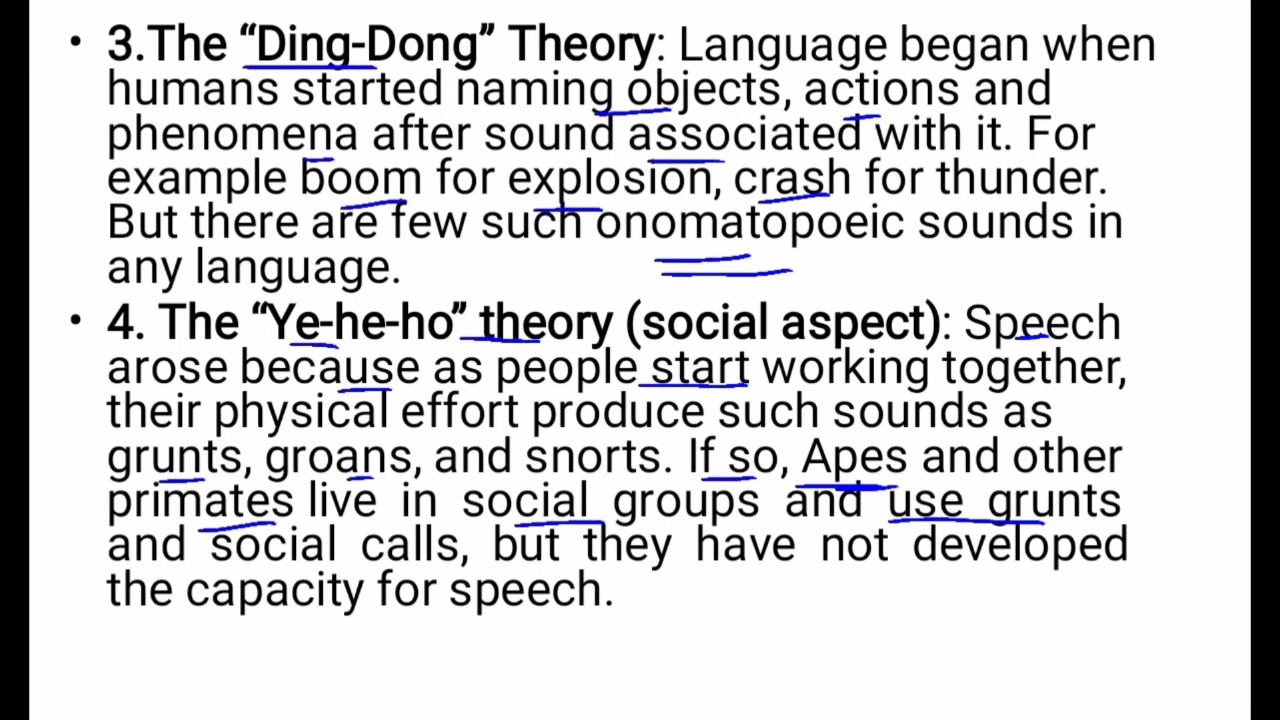 • 3.The “Ding-Dong” Theory: Language began when
humans started naming objects, actions and
phenomena after sound associated with it. For
example boom for explosion, crash for thunder.
But there are few such onomatopoeic sounds in
any language.
• 4. The “Ye-he-ho” theory (social aspect): Speech
arose because as people start working together,
their physical effort produce such sounds as
grunts, groans, and snorts. If so, Apes and other
primates live in social groups and use grunts
and social calls, but they have not developed
the capacity for speech.